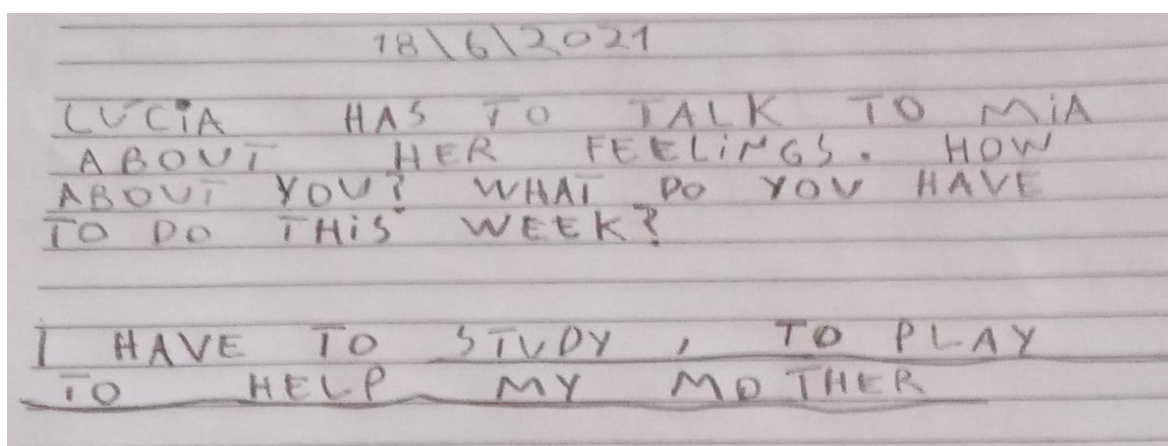 18\6\2021
LUCiA HAS TO TALK TO MiA
ABOUT HER FEELiNGS. HOW
ABOUT YOU? WHAT DO YOU HAVE
TO DO THiS WEEK?
I HAVE TO STUDY, TO PLAY
TO HELP MY MOTHER